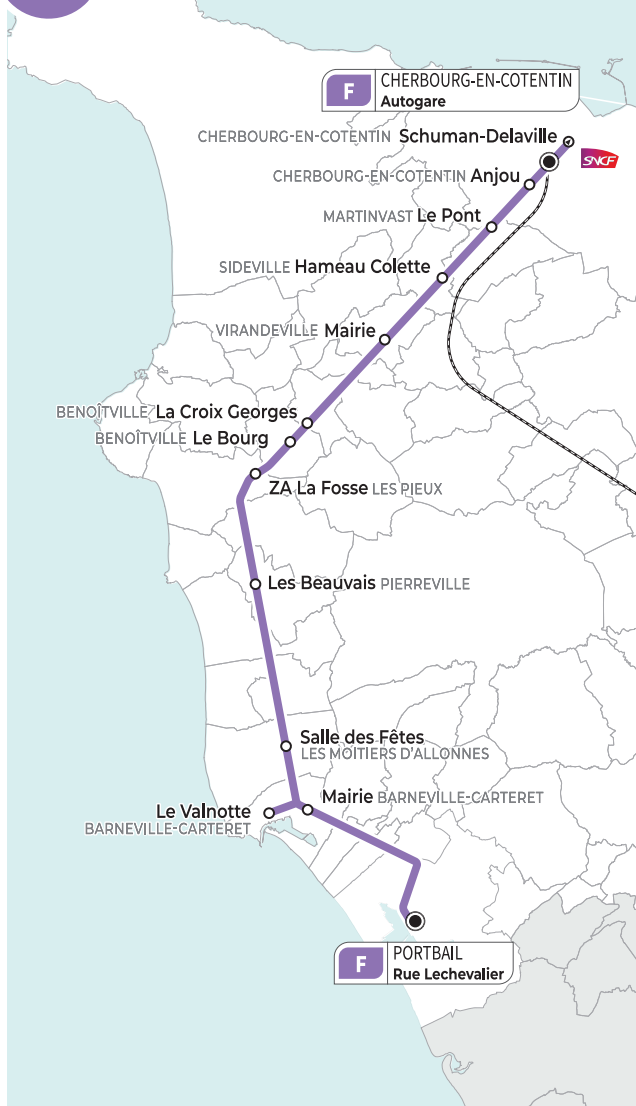 F
CHERBOURG-EN-COTENTIN
Autogare
CHERBOURG-EN-COTENTIN Schuman-Delaville
SNCF
CHERBOURG-EN-COTENTIN Anjou
MARTINVAST Le Pont
SIDEVILLE Hameau Colette
VIRANDEVILLE Mairie
BENOÎTVILLE La Croix Georges
BENOÎTVILLE Le Bourg
ZA La Fosse LES PIEUX
Les Beauvais PIERREVILLE
Salle des Fêtes
LES MOITIERS D'ALLONNES
Mairie BARNEVILLE-CARTERET
Le Valnotte
BARNEVILLE-CARTERET
F
PORTBAIL
Rue Lechevalier